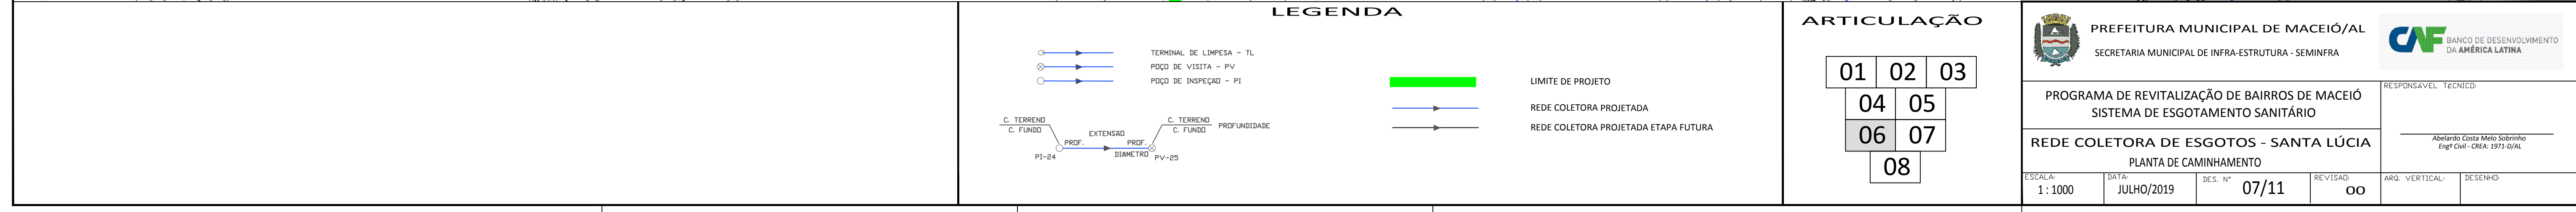 LEGENDA
TERMINAL DE LIMPESA - TL
POÇO DE VISITA - PV
POÇO DE INSPEÇÃO - PI
C. TERRENO
C. FUNDO
PROF.
EXTENSÃO
PROF.
DIAMETRO
C. TERRENO
C. FUNDO
PROFUNDIDADE
PI-24
PV-25
LIMITE DE PROJETO
REDE COLETORA PROJETADA
REDE COLETORA PROJETADA ETAPA FUTURA
ARTICULAÇÃO
01 02 03
04 05
06 07
08
PREFEITURA MUNICIPAL DE MACEIÓ/AL
SECRETARIA MUNICIPAL DE INFRA-ESTRUTURA - SEMINFRA
CAF
BANCO DE DESENVOLVIMENTO
DA AMÉRICA LATINA
PROGRAMA DE REVITALIZAÇÃO DE BAIRROS DE MACEIÓ
SISTEMA DE ESGOTAMENTO SANITÁRIO
RESPONSáVEL TéCNICO:
Abelardo Costa Melo Sobrinho
Engº Civil - CREA: 1971-D/AL
REDE COLETORA DE ESGOTOS - SANTA LÚCIA
PLANTA DE CAMINHAMENTO
ESCALA:
1 : 1000
DATA:
JULHO/2019
DES. N°
07/11
REVISAO:
00
ARQ. VERTICAL:
DESENHO: